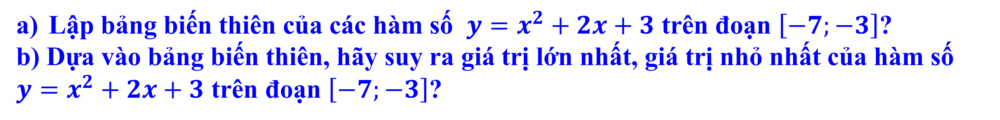 a) Lập bảng biến thiên của các hàm số y = x² + 2x + 3 trên đoạn [−7; −3]?
b) Dựa vào bảng biến thiên, hãy suy ra giá trị lớn nhất, giá trị nhỏ nhất của hàm số
y = x² + 2x + 3 trên đoạn [−7; −3]?